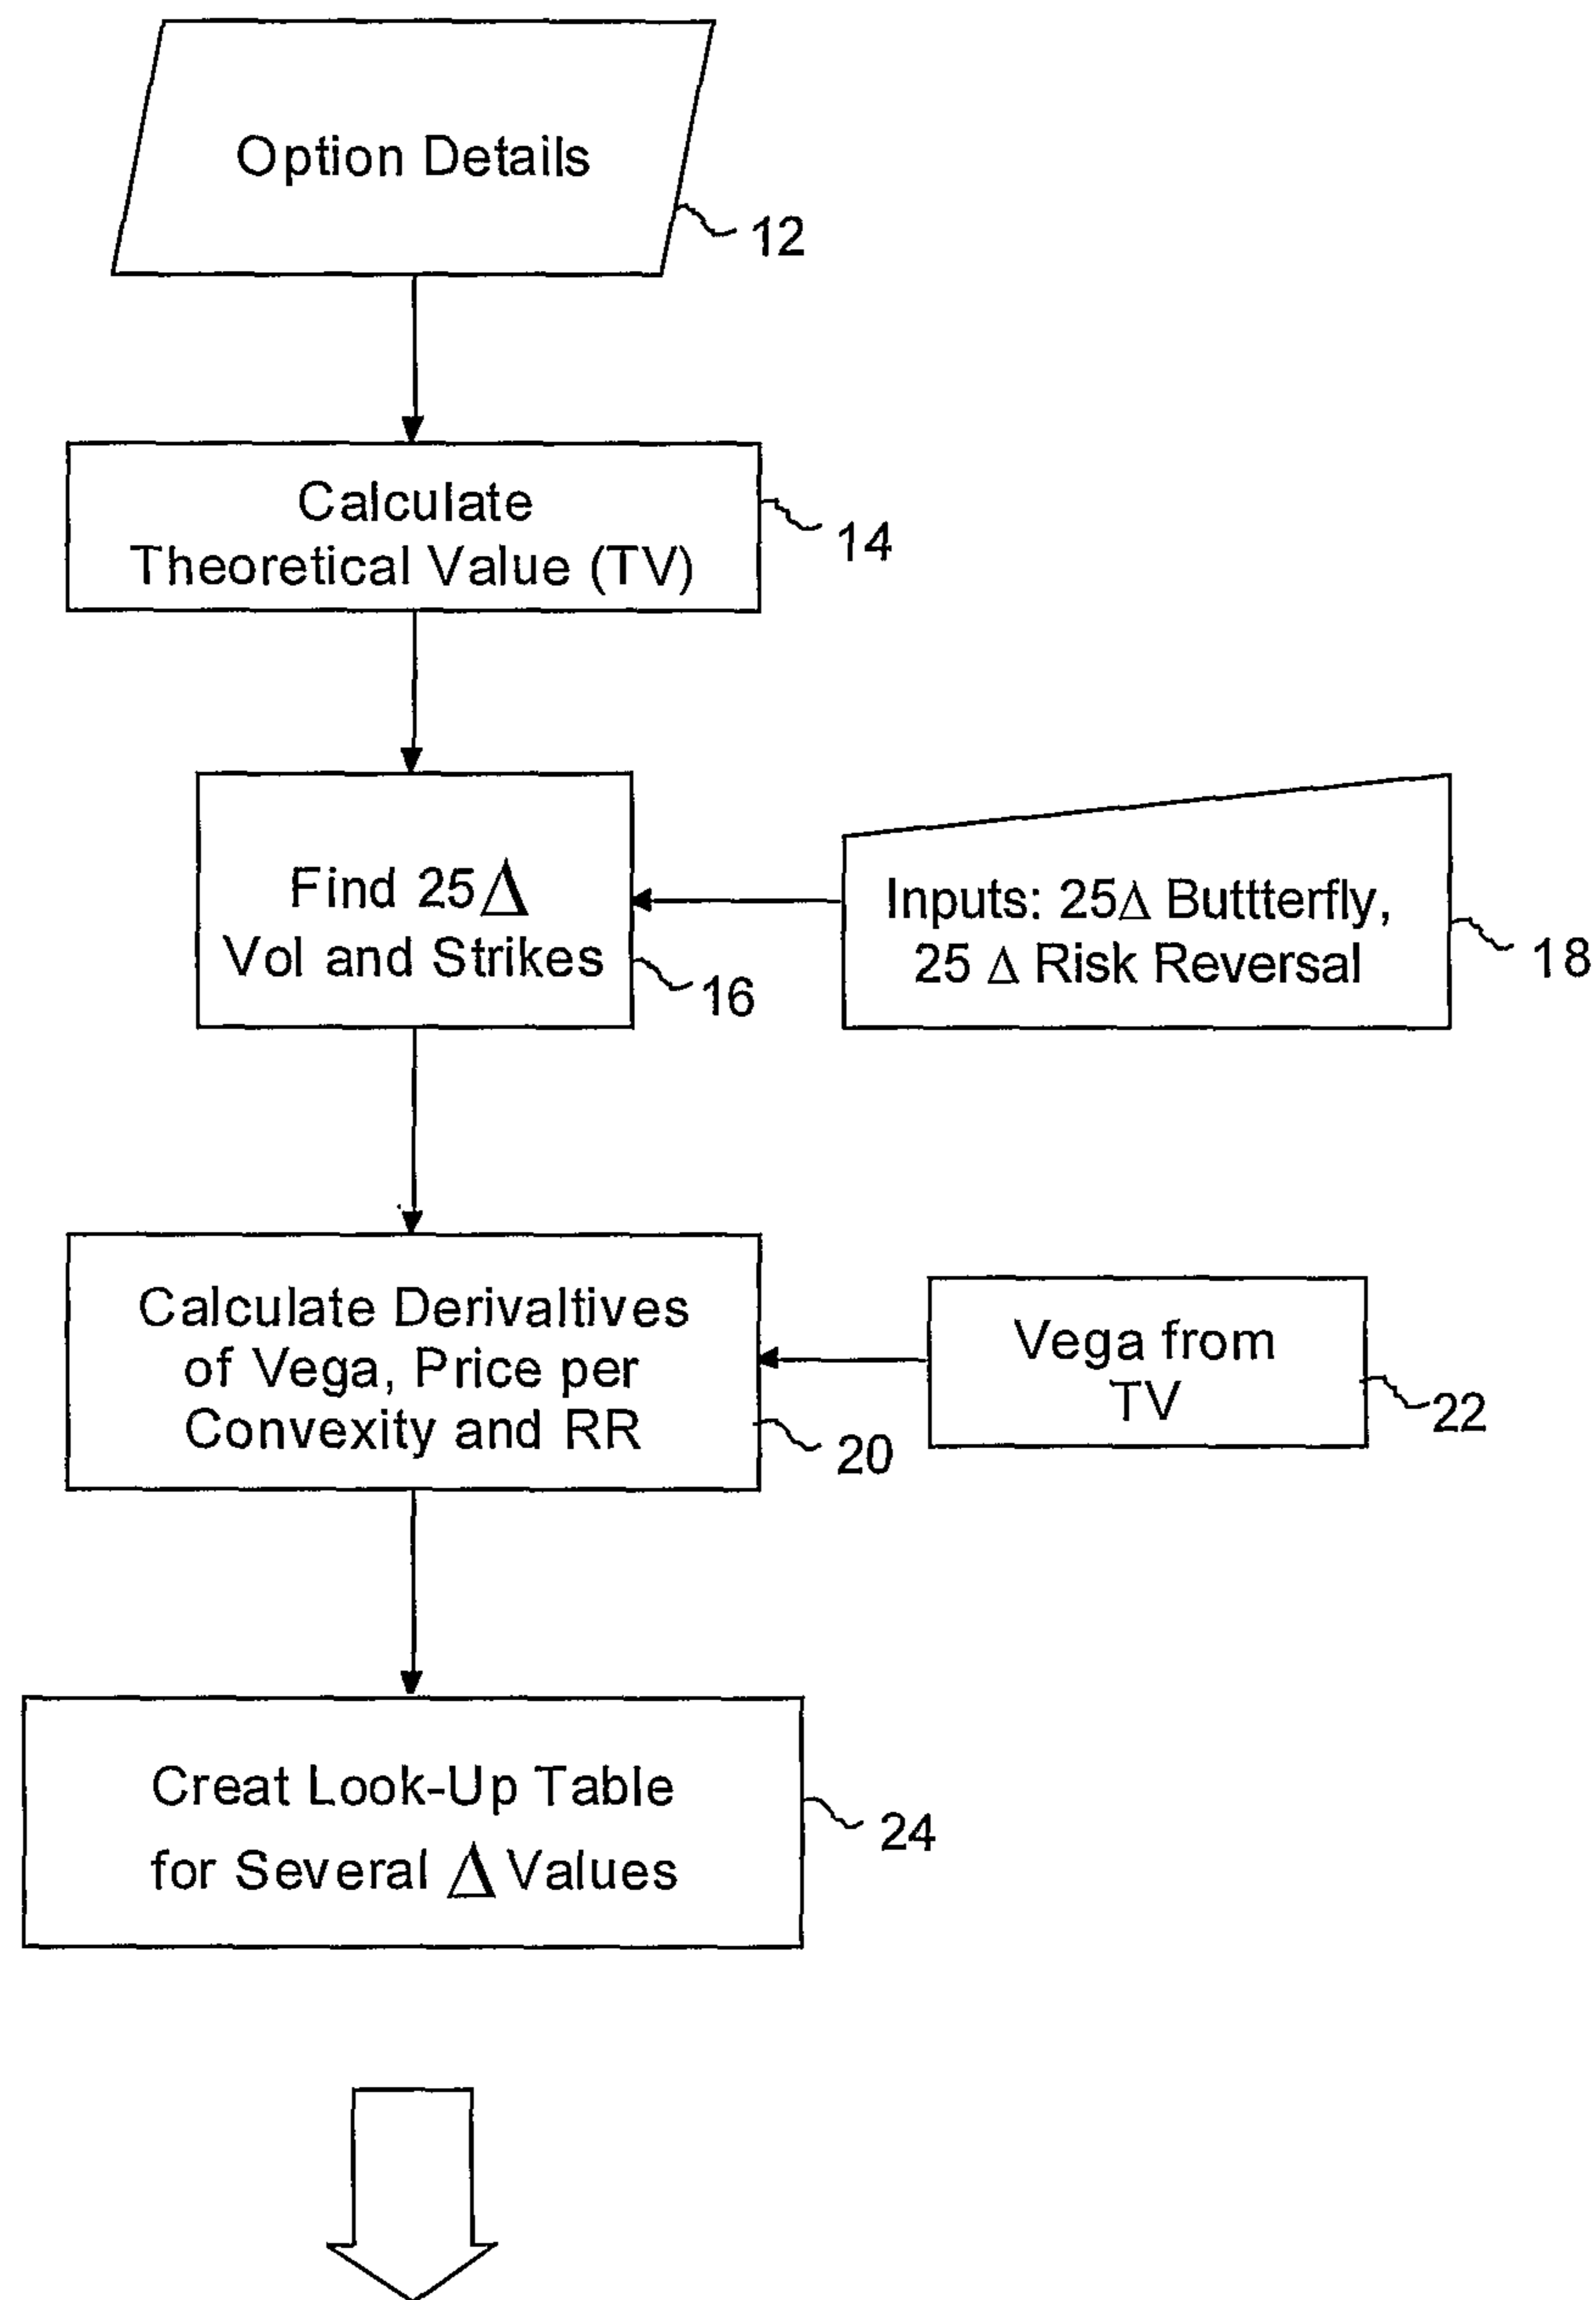 Option Details
12
Calculate
Theoretical Value (TV)
14
Find 25Δ
Vol and Strikes
16
Inputs: 25Δ Buttterfly,
25 Δ Risk Reversal
18
Calculate Derivaltives
of Vega, Price per
Convexity and RR
20
Vega from
TV
22
Creat Look-Up Table
for Several Δ Values
24